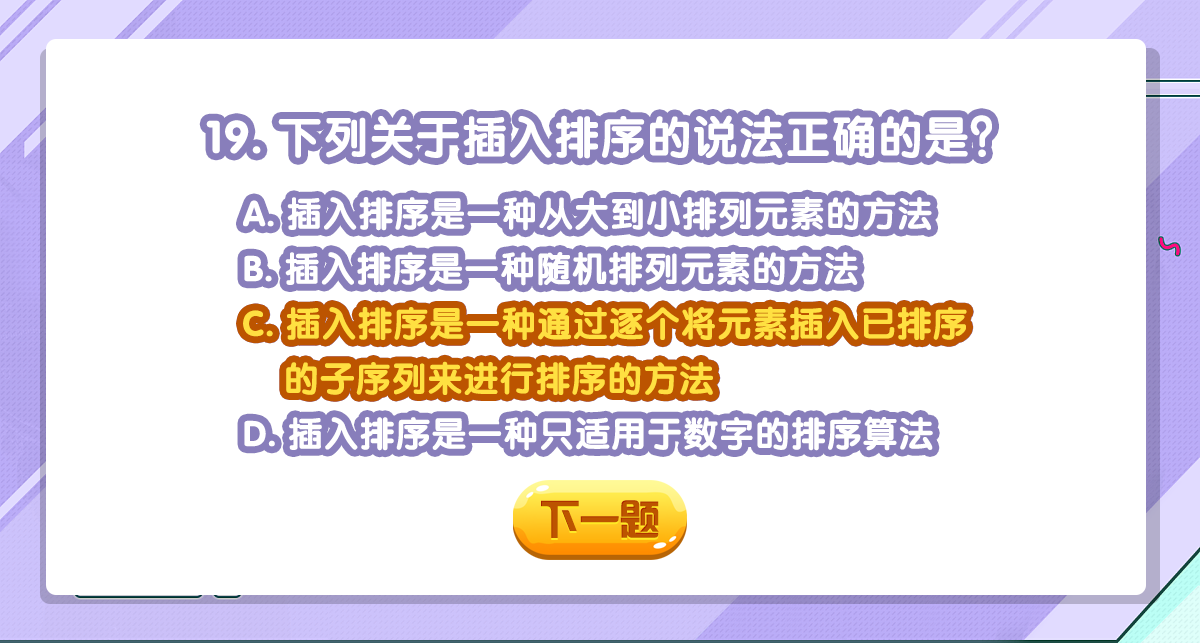 19. 下列关于插入排序的说法正确的是?
A. 插入排序是一种从大到小排列元素的方法
B. 插入排序是一种随机排列元素的方法
C. 插入排序是一种通过逐个将元素插入已排序
的子序列来进行排序的方法
D. 插入排序是一种只适用于数字的排序算法
下一题